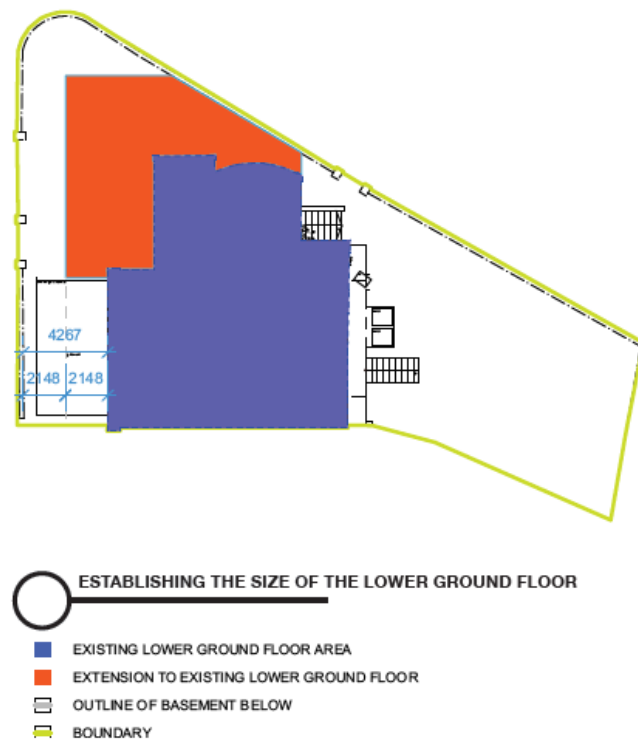 4267
2148 2148
ESTABLISHING THE SIZE OF THE LOWER GROUND FLOOR
EXISTING LOWER GROUND FLOOR AREA
EXTENSION TO EXISTING LOWER GROUND FLOOR
OUTLINE OF BASEMENT BELOW
BOUNDARY